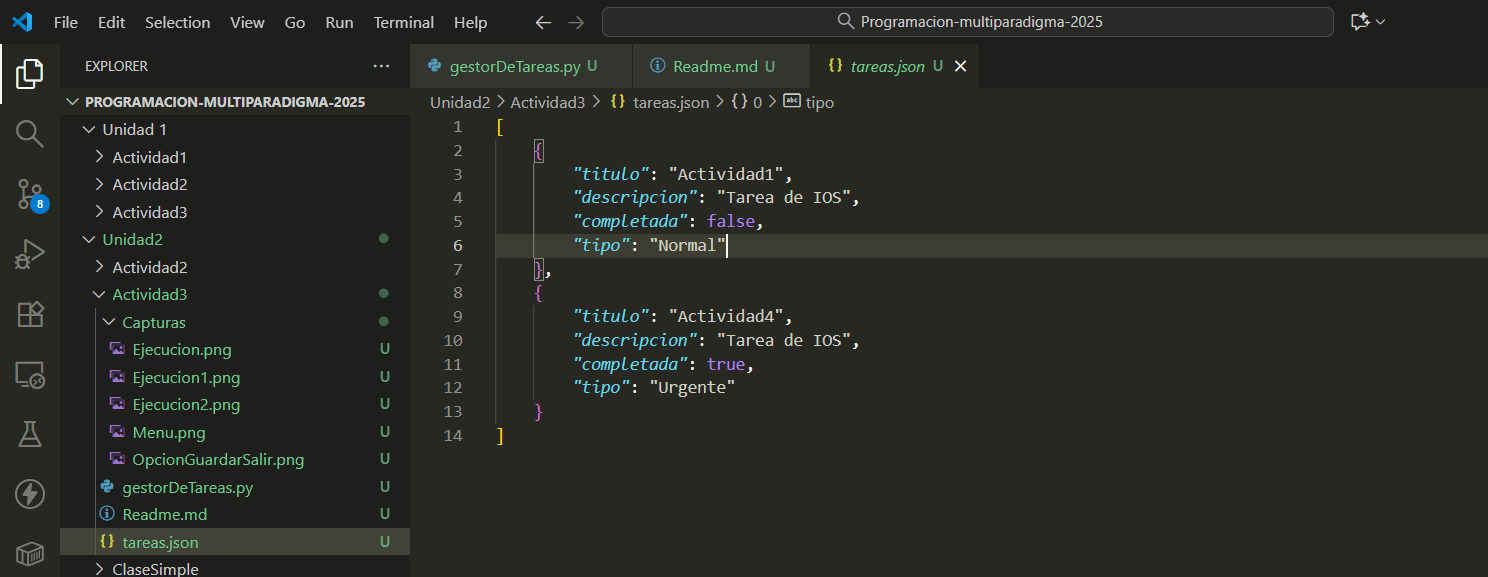 File Edit Selection View Go Run Terminal Help Programacion-multiparadigma-2025
EXPLORER
PROGRAMACION-MULTIPARADIGMA-2025
Unidad 1
Actividad1
Actividad2
Actividad3
Unidad2
Actividad2
Actividad3
Capturas
Ejecucion.png U
Ejecucion1.png U
Ejecucion2.png U
Menu.png U
OpcionGuardarSalir.png U
gestorDeTareas.py U
Readme.md U
{} tareas.json U
ClaseSimple
8
gestorDeTareas.py U Readme.md U {} tareas.json U
Unidad2 > Actividad3 > {} tareas.json > {} 0 > abc tipo
1 [
2 {
3 "titulo": "Actividad1",
4 "descripcion": "Tarea de IOS",
5 "completada": false,
6 "tipo": "Normal"
7 },
8 {
9 "titulo": "Actividad4",
10 "descripcion": "Tarea de IOS",
11 "completada": true,
12 "tipo": "Urgente"
13 }
14 ]